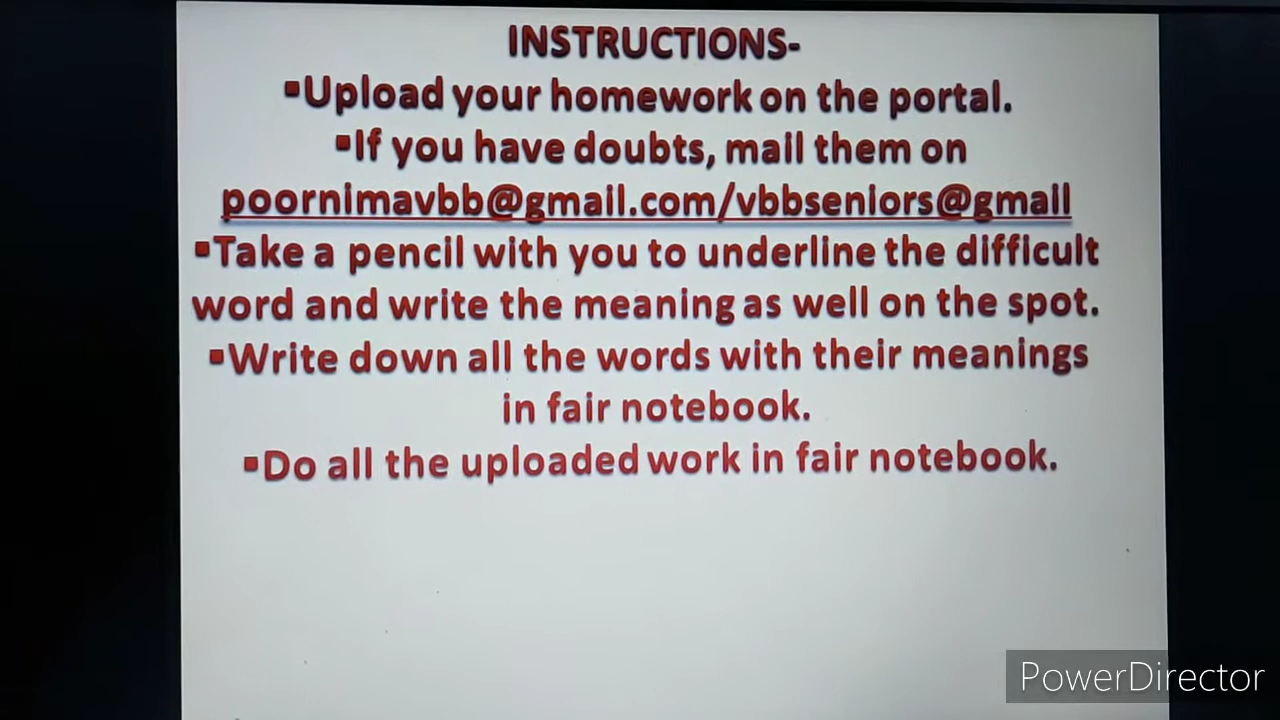 INSTRUCTIONS-
▪Upload your homework on the portal.
▪If you have doubts, mail them on
poornimavbb@gmail.com/vbbseniors@gmail
▪Take a pencil with you to underline the difficult
word and write the meaning as well on the spot.
▪Write down all the words with their meanings
in fair notebook.
▪Do all the uploaded work in fair notebook.
PowerDirector